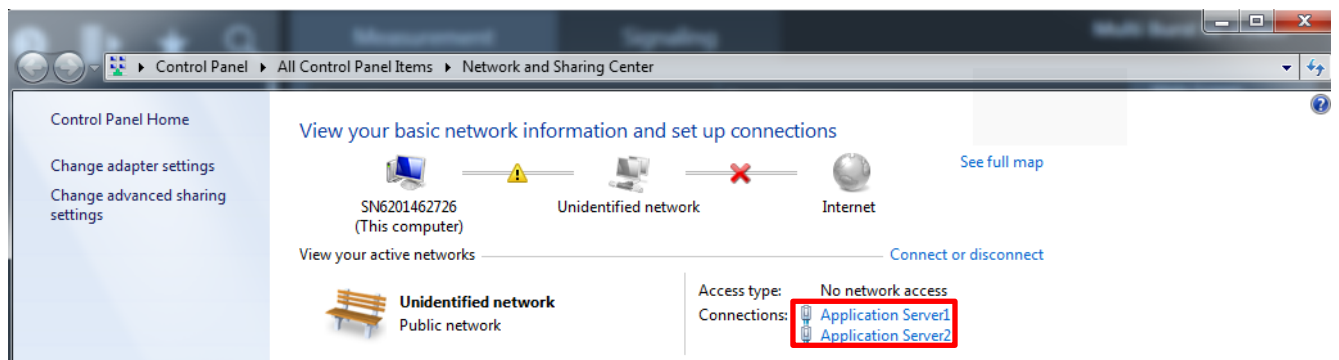 Measurement Signaling
Control Panel All Control Panel Items Network and Sharing Center
Control Panel Home
Change adapter settings
Change advanced sharing
settings
View your basic network information and set up connections
See full map
SN6201462726
(This computer)
Unidentified network
Internet
View your active networks
Connect or disconnect
Unidentified network
Public network
Access type: No network access
Connections: Application Server1
Application Server2